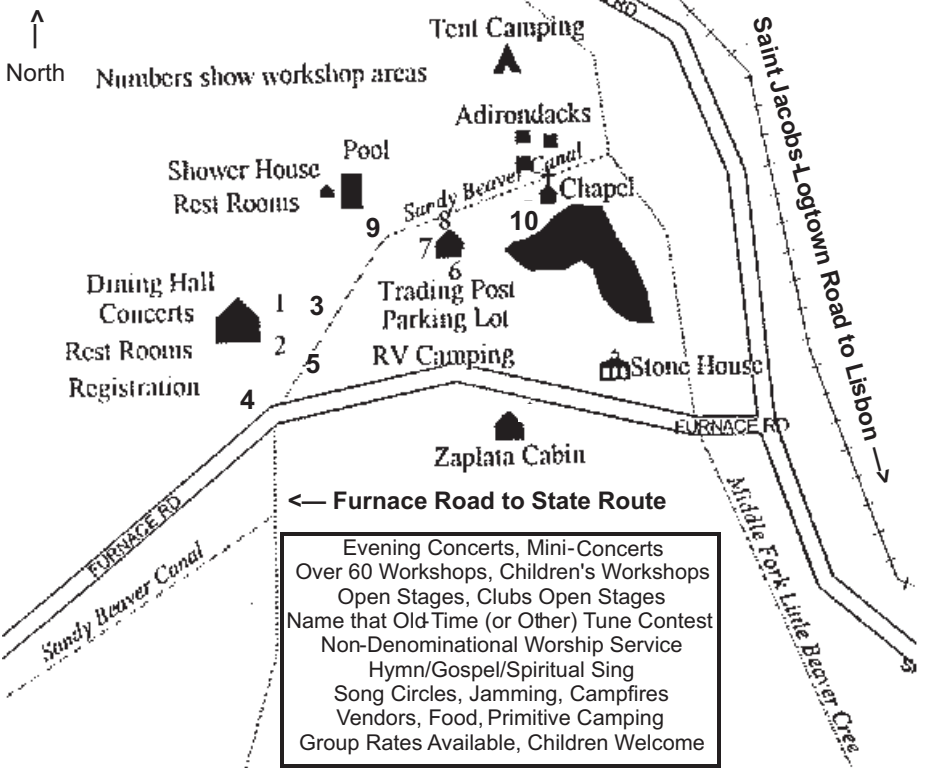 RD
Tent Camping
North
Numbers show workshop areas
Saint Jacobs-Logtown Road to Lisbon
Adirondacks
Pool
Shower House
Rest Rooms
Sandy Beaver Canal
Chapel
9
8
10
7
6
Dining Hall
Concerts
1
3
2
Trading Post
Parking Lot
Rest Rooms
Registration
5
RV Camping
Stone House
4
FURNACE RD
Zaplata Cabin
<— Furnace Road to State Route
FURNACE RD
Sandy Beaver Canal
Middle Fork Little Beaver Cree
Evening Concerts, Mini-Concerts
Over 60 Workshops, Children's Workshops
Open Stages, Clubs Open Stages
Name that Old-Time (or Other) Tune Contest
Non-Denominational Worship Service
Hymn/Gospel/Spiritual Sing
Song Circles, Jamming, Campfires
Vendors, Food, Primitive Camping
Group Rates Available, Children Welcome